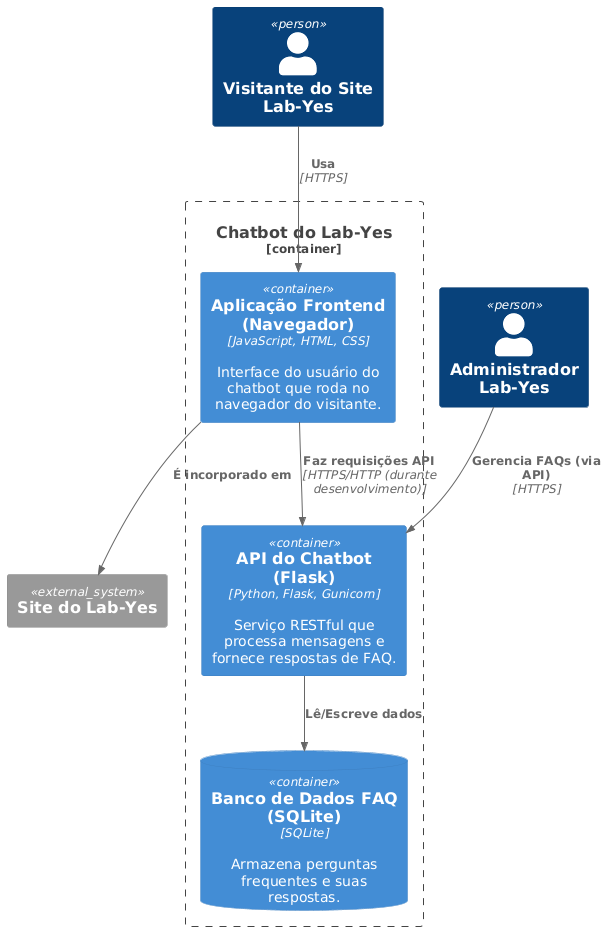 «person»
Visitante do Site
Lab-Yes
Usa
[HTTPS]
Chatbot do Lab-Yes
[container]
«container»
Aplicação Frontend
(Navegador)
[JavaScript, HTML, CSS]
Interface do usuário do
chatbot que roda no
navegador do visitante.
«person»
Administrador
Lab-Yes
É incorporado em
Faz requisições API
[HTTPS/HTTP (durante
desenvolvimento)]
Gerencia FAQs (via
API)
[HTTPS]
«external_system»
Site do Lab-Yes
«container»
API do Chatbot
(Flask)
[Python, Flask, Gunicorn]
Serviço RESTful que
processa mensagens e
fornece respostas de FAQ.
Lê/Escreve dados
«container»
Banco de Dados FAQ
(SQLite)
[SQLite]
Armazena perguntas
frequentes e suas
respostas.